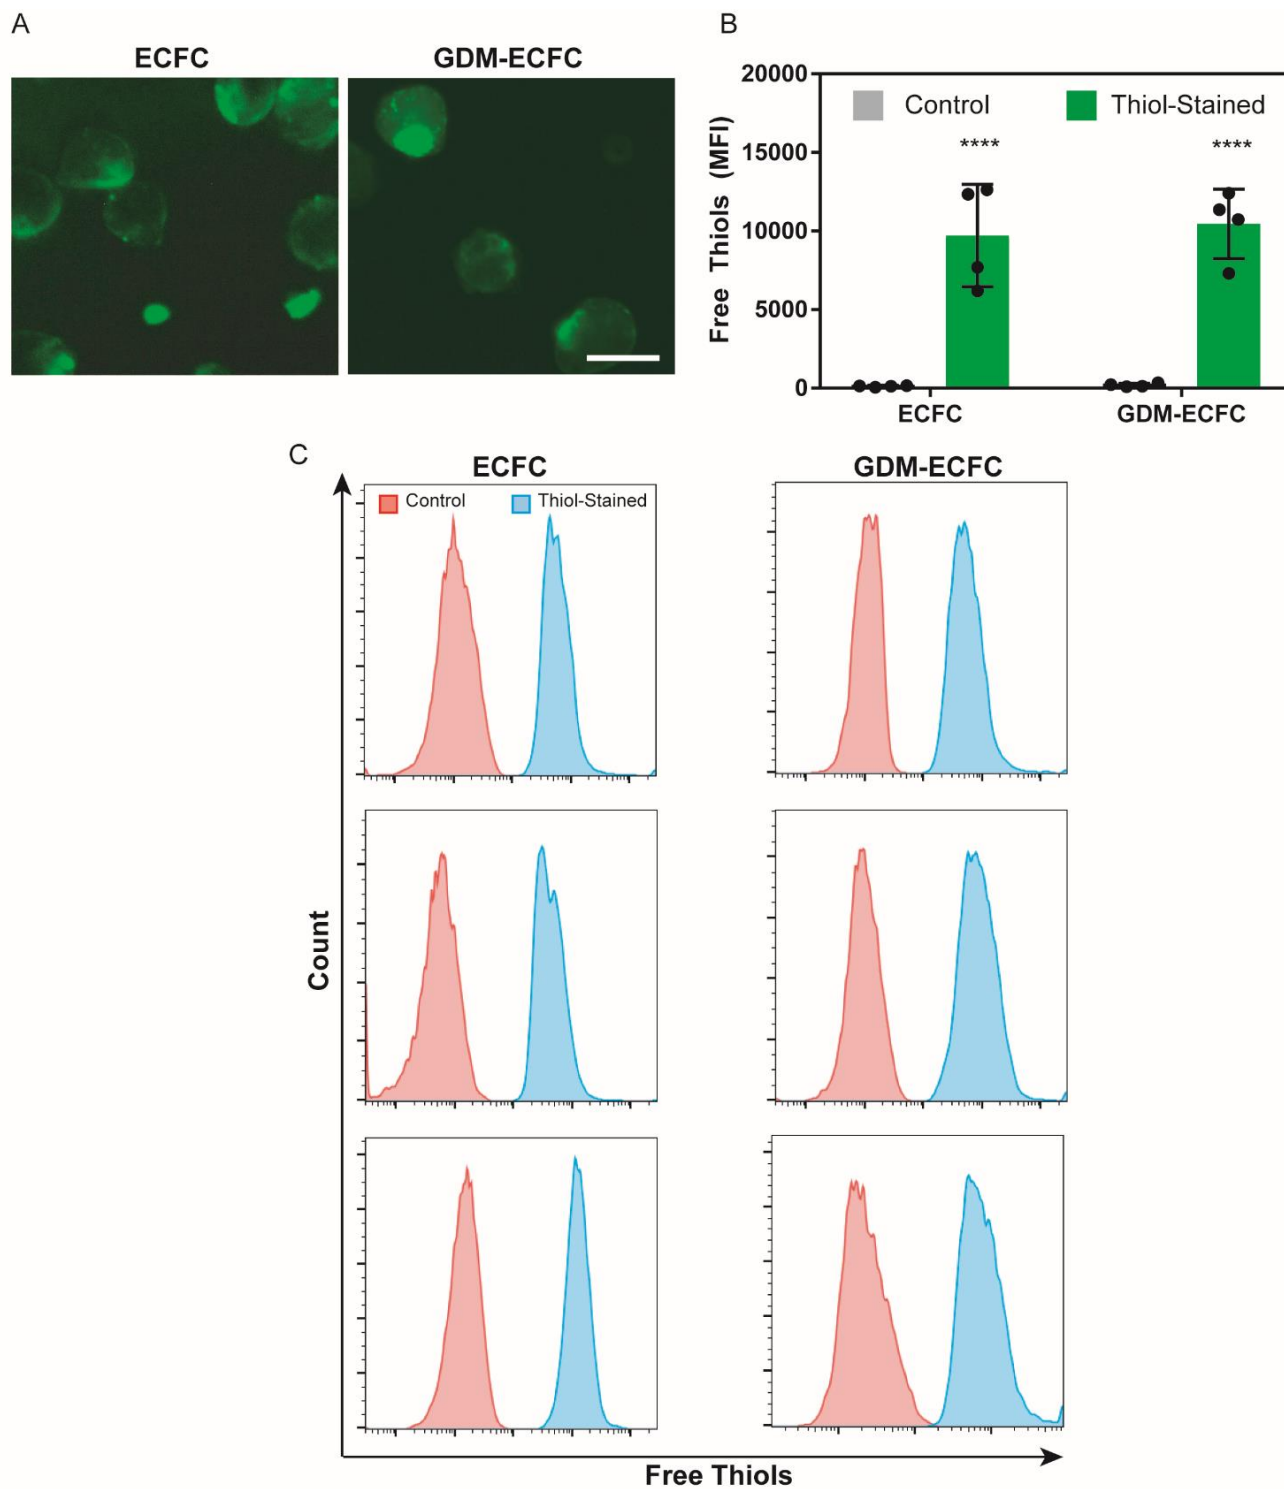 A
ECFC
GDM-ECFC
B
Free Thiols (MFI)
20000
15000
10000
5000
0
Control
Thiol-Stained
****
****
ECFC
GDM-ECFC
C
ECFC
GDM-ECFC
Control
Thiol-Stained
Count
Free Thiols